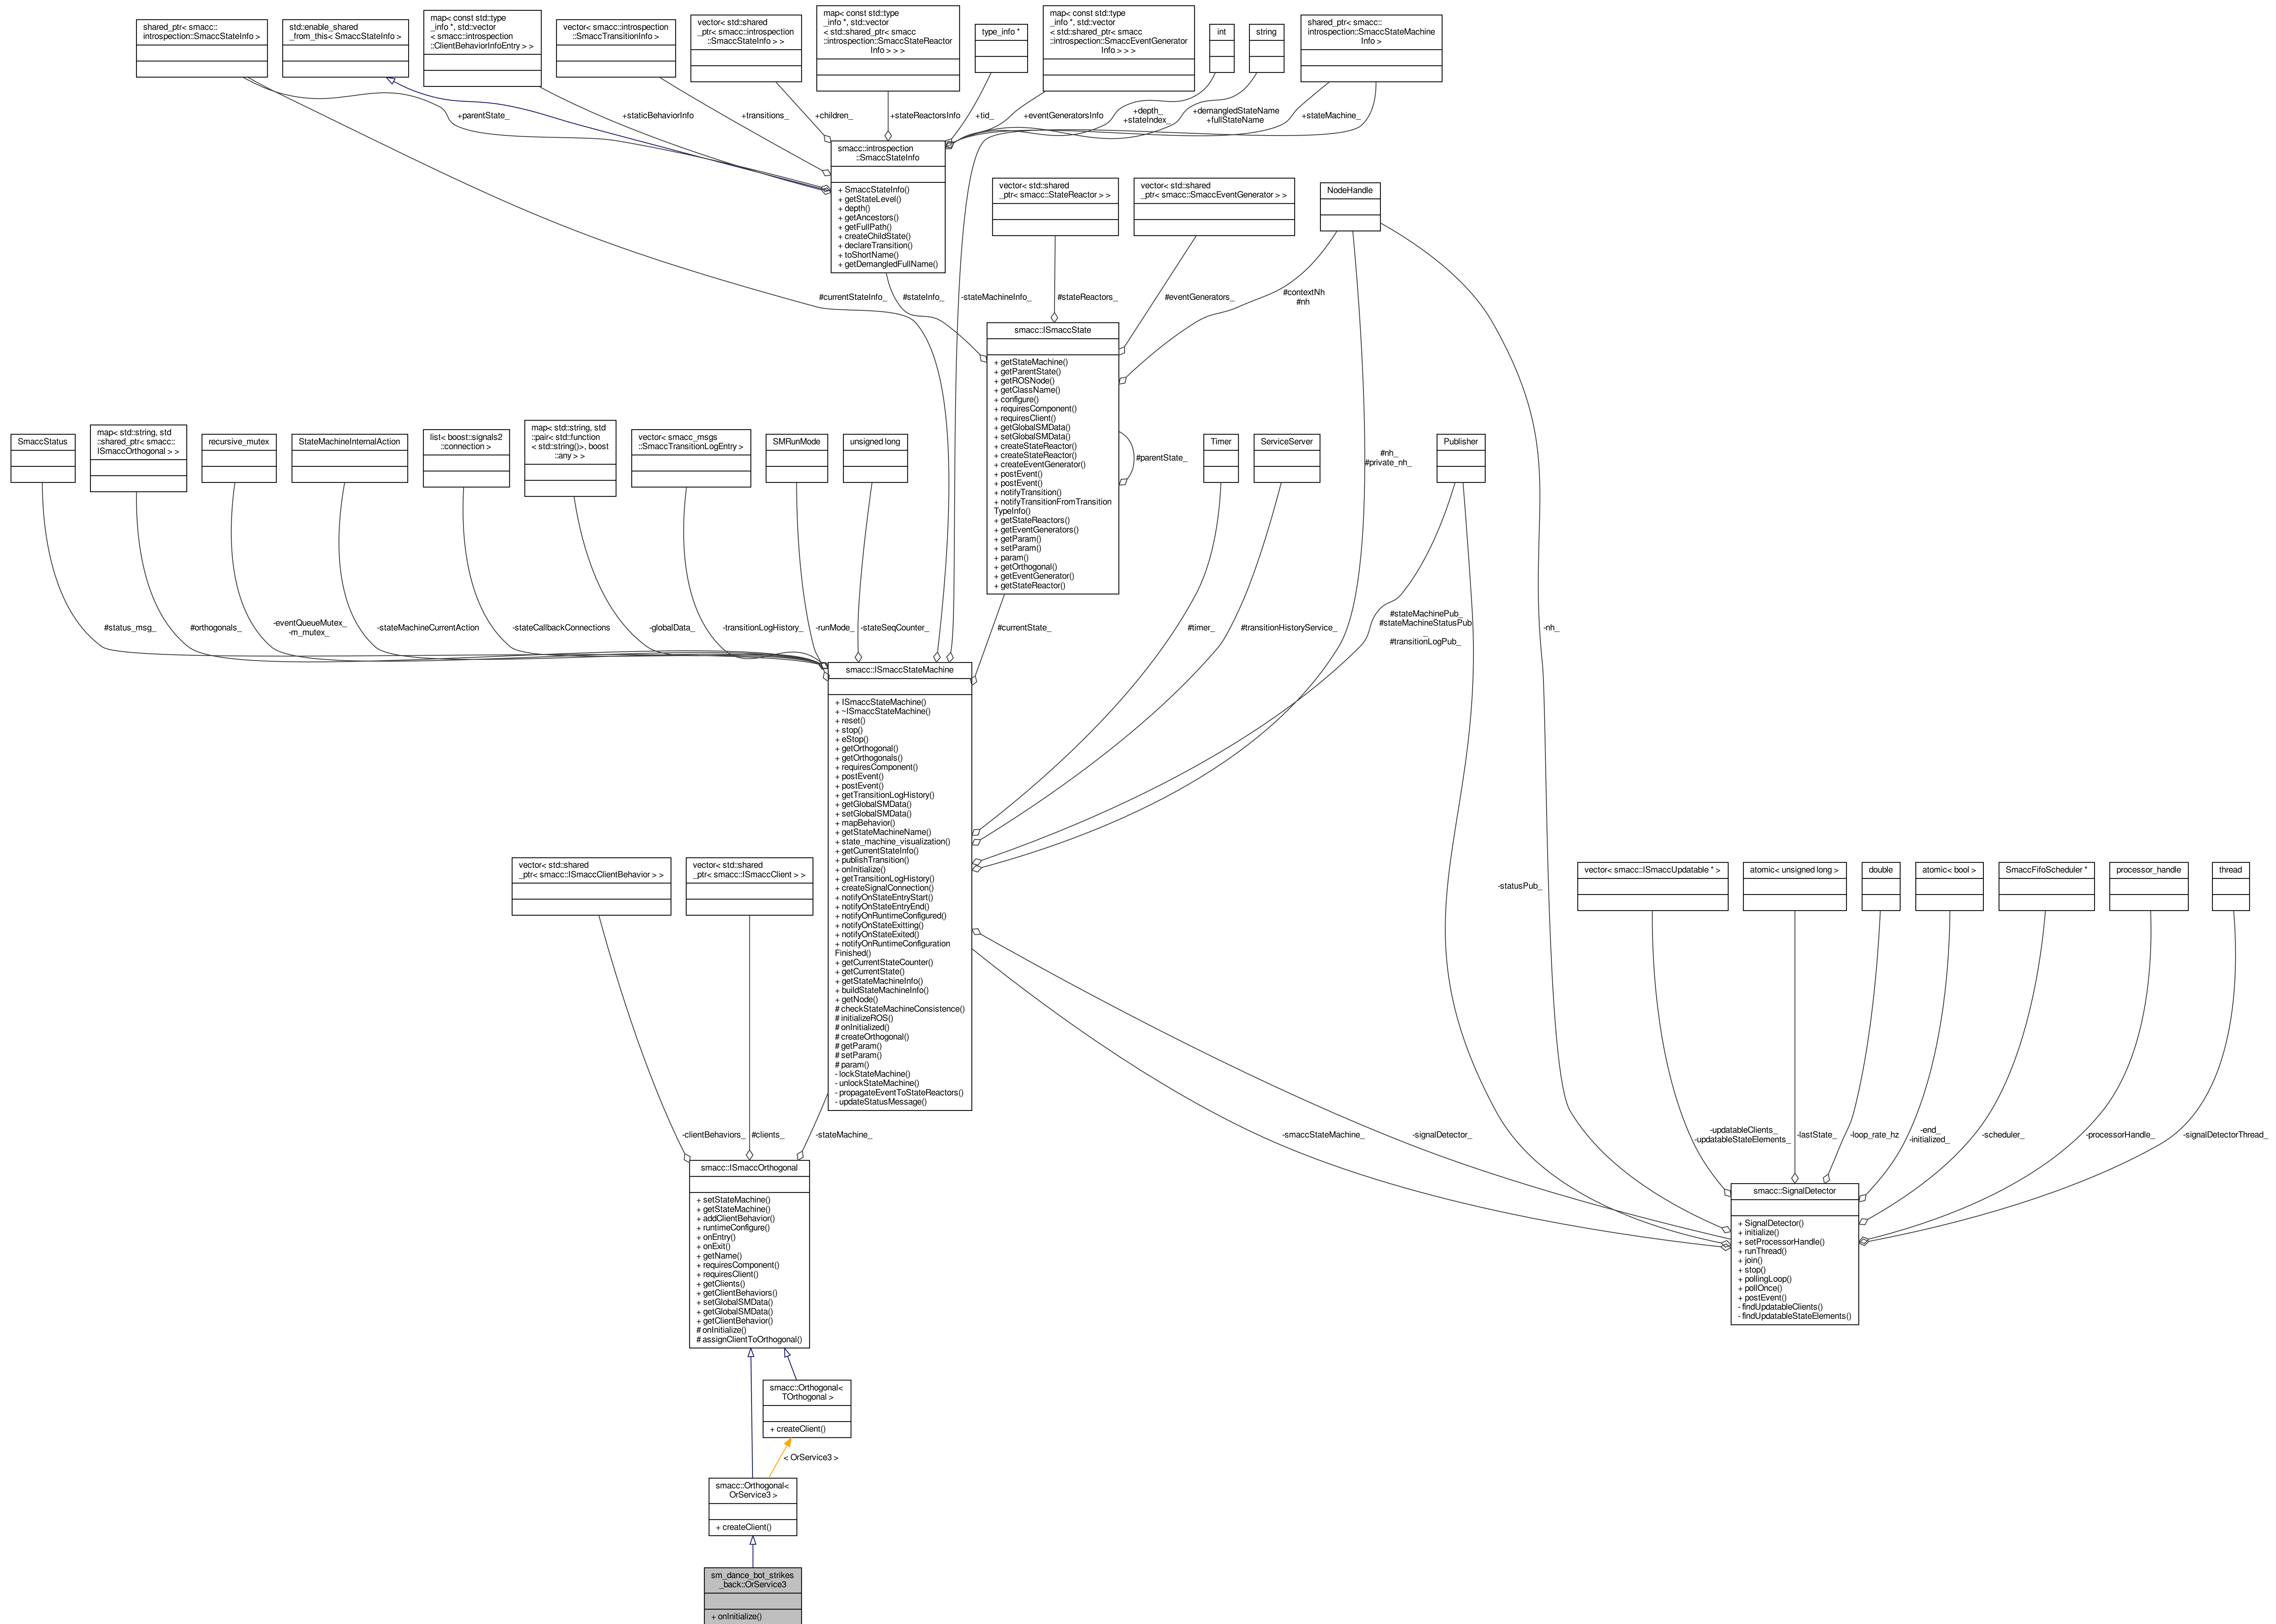 shared_ptr< smacc::
introspection::SmaccStateInfo >
std::enable_shared
_from_this< SmaccStateInfo >
map< const std::type
_info *, std::vector
< smacc::introspection
::ClientBehaviorInfoEntry > >
vector< smacc::introspection
::SmaccTransitionInfo >
vector< std::shared
_ptr< smacc::introspection
::SmaccStateInfo > >
map< const std::type
_info *, std::vector
< std::shared_ptr< smacc
::introspection::SmaccStateReactor
Info > > >
type_info *
map< const std::type
_info *, std::vector
< std::shared_ptr< smacc
::introspection::SmaccEventGenerator
Info > > >
int
string
shared_ptr< smacc::
introspection::SmaccStateMachine
Info >
+parentState_
+staticBehaviorInfo
+transitions_
+children_
+stateReactorsInfo
+tid_
+eventGeneratorsInfo
+depth_
+stateIndex_
+demangledStateName
+fullStateName
+stateMachine_
smacc::introspection
::SmaccStateInfo
+ SmaccStateInfo()
+ getStateLevel()
+ depth()
+ getAncestors()
+ getFullPath()
+ createChildState()
+ declareTransition()
+ toShortName()
+ getDemangledFullName()
vector< std::shared
_ptr< smacc::StateReactor > >
vector< std::shared
_ptr< smacc::SmaccEventGenerator > >
NodeHandle
#currentStateInfo_
#stateInfo_
-stateMachineInfo_
#stateReactors_
#eventGenerators_
#contextNh
#nh
smacc::ISmaccState
+ getStateMachine()
+ getParentState()
+ getROSNode()
+ getClassName()
+ configure()
+ requiresComponent()
+ requiresClient()
+ getGlobalSMData()
+ setGlobalSMData()
+ createStateReactor()
+ createStateReactor()
+ createEventGenerator()
+ postEvent()
+ postEvent()
+ notifyTransition()
+ notifyTransitionFromTransition
TypeInfo()
+ getStateReactors()
+ getEventGenerators()
+ getParam()
+ setParam()
+ param()
+ getOrthogonal()
+ getEventGenerator()
+ getStateReactor()
#parentState_
SmaccStatus
map< std::string, std
::shared_ptr< smacc::
ISmaccOrthogonal > >
recursive_mutex
StateMachineInternalAction
list< boost::signals2
::connection >
map< std::string, std
::pair< std::function
< std::string()>, boost
::any > >
vector< smacc_msgs
::SmaccTransitionLogEntry >
SMRunMode
unsigned long
Timer
ServiceServer
#nh_
#private_nh_
Publisher
#status_msg_
#orthogonals_
-eventQueueMutex_
-m_mutex_
-stateMachineCurrentAction
-stateCallbackConnections
-globalData_
-transitionLogHistory_
-runMode_
-stateSeqCounter_
#currentState_
#timer_
#transitionHistoryService_
#stateMachinePub_
#stateMachineStatusPub
_
#transitionLogPub_
-nh_
smacc::ISmaccStateMachine
+ ISmaccStateMachine()
+ ~ISmaccStateMachine()
+ reset()
+ stop()
+ eStop()
+ getOrthogonal()
+ getOrthogonals()
+ requiresComponent()
+ postEvent()
+ postEvent()
+ getTransitionLogHistory()
+ getGlobalSMData()
+ setGlobalSMData()
+ mapBehavior()
+ getStateMachineName()
+ state_machine_visualization()
+ getCurrentStateInfo()
+ publishTransition()
+ onInitialize()
+ getTransitionLogHistory()
+ createSignalConnection()
+ notifyOnStateEntryStart()
+ notifyOnStateEntryEnd()
+ notifyOnRuntimeConfigured()
+ notifyOnStateExitting()
+ notifyOnStateExited()
+ notifyOnRuntimeConfiguration
Finished()
+ getCurrentStateCounter()
+ getCurrentState()
+ getStateMachineInfo()
+ buildStateMachineInfo()
+ getNode()
# checkStateMachineConsistence()
# initializeROS()
# onInitialized()
# createOrthogonal()
# getParam()
# setParam()
# param()
- lockStateMachine()
- unlockStateMachine()
- propagateEventToStateReactors()
- updateStatusMessage()
vector< std::shared
_ptr< smacc::ISmaccClientBehavior > >
vector< std::shared
_ptr< smacc::ISmaccClient > >
-statusPub_
vector< smacc::ISmaccUpdatable * >
atomic< unsigned long >
double
atomic< bool >
SmaccFifoScheduler *
processor_handle
thread
-clientBehaviors_
#clients_
-stateMachine_
-smaccStateMachine_
-signalDetector_
-updatableClients_
-updatableStateElements_
-lastState_
-loop_rate_hz
-end_
-initialized_
-scheduler_
-processorHandle_
-signalDetectorThread_
smacc::ISmaccOrthogonal
+ setStateMachine()
+ getStateMachine()
+ addClientBehavior()
+ runtimeConfigure()
+ onEntry()
+ onExit()
+ getName()
+ requiresComponent()
+ requiresClient()
+ getClients()
+ getClientBehaviors()
+ setGlobalSMData()
+ getGlobalSMData()
+ getClientBehavior()
# onInitialize()
# assignClientToOrthogonal()
smacc::SignalDetector
+ SignalDetector()
+ initialize()
+ setProcessorHandle()
+ runThread()
+ join()
+ stop()
+ pollingLoop()
+ pollOnce()
+ postEvent()
- findUpdatableClients()
- findUpdatableStateElements()
smacc::Orthogonal<
TOrthogonal >
+ createClient()
< OrService3 >
smacc::Orthogonal<
OrService3 >
+ createClient()
sm_dance_bot_strikes
_back::OrService3
+ onInitialize()